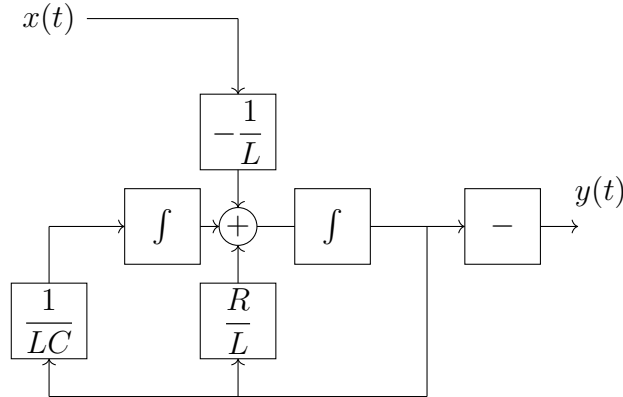 x(t)
−1/L
∫
+
∫
−
y(t)
1/LC
R/L